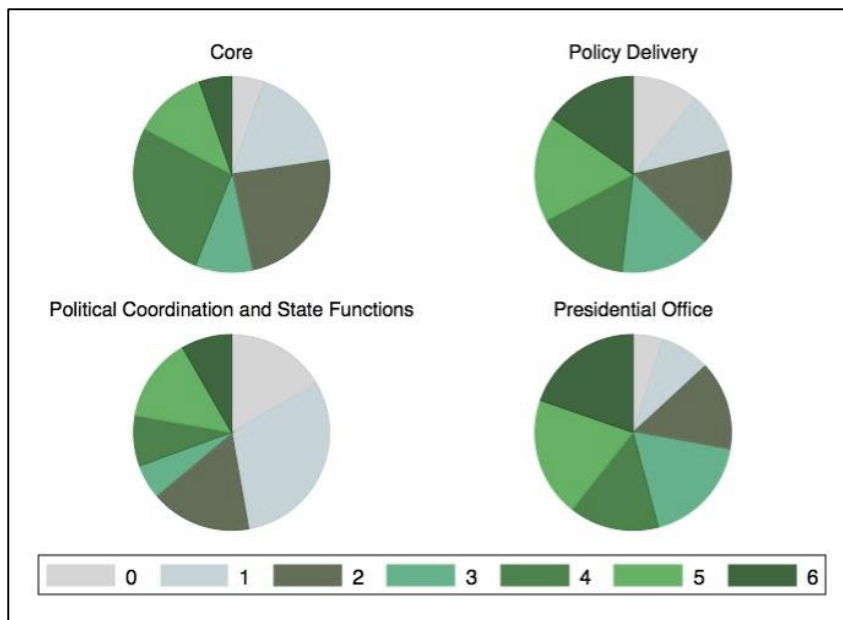 Core
Policy Delivery
Political Coordination and State Functions
Presidential Office
0 1 2 3 4 5 6